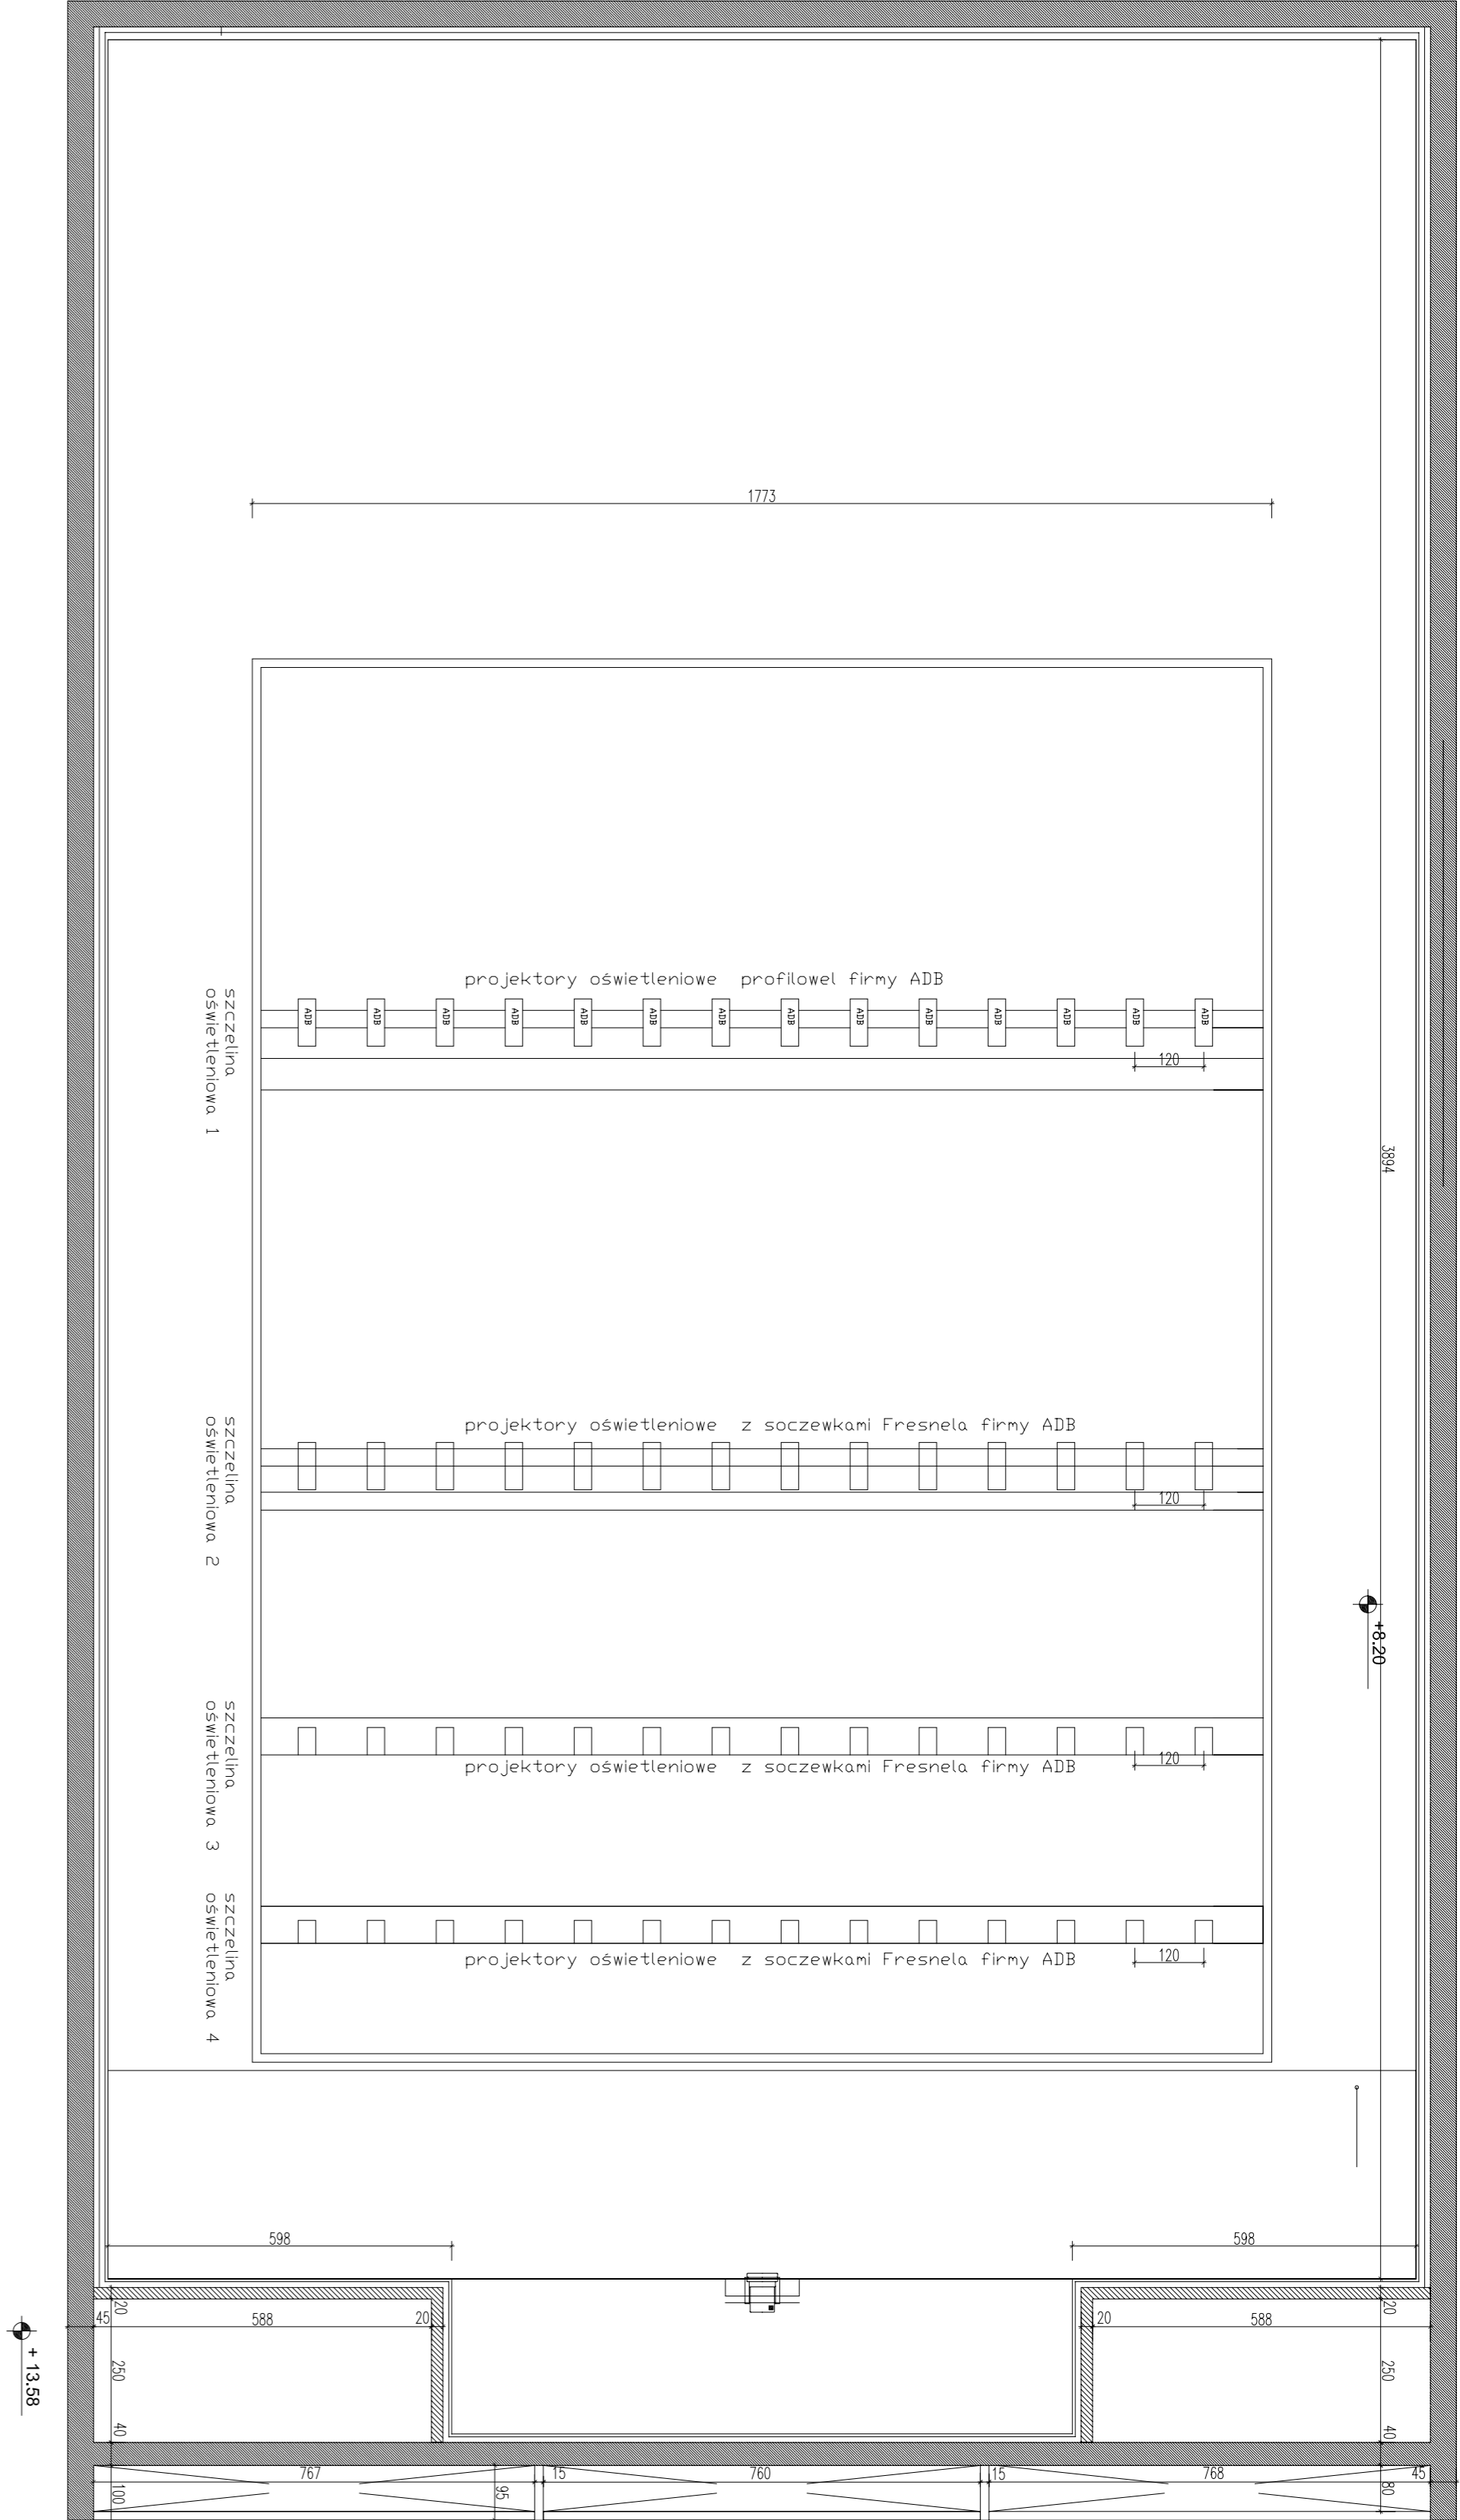 1773
projektory oświetleniowe profilowel firmy ADB
szczelina
oświetleniowa 1
ADB ADB ADB ADB ADB ADB ADB ADB ADB ADB ADB ADB ADB ADB
120
3894
projektory oświetleniowe z soczewkami Fresnela firmy ADB
szczelina
oświetleniowa 2
120
+8.20
szczelina
oświetleniowa 3
120
projektory oświetleniowe z soczewkami Fresnela firmy ADB
szczelina
oświetleniowa 4
120
projektory oświetleniowe z soczewkami Fresnela firmy ADB
598
598
20
20
45
588
20
20
588
250
250
+ 13.58
40
40
767
15
760
15
768
45
100
95
80